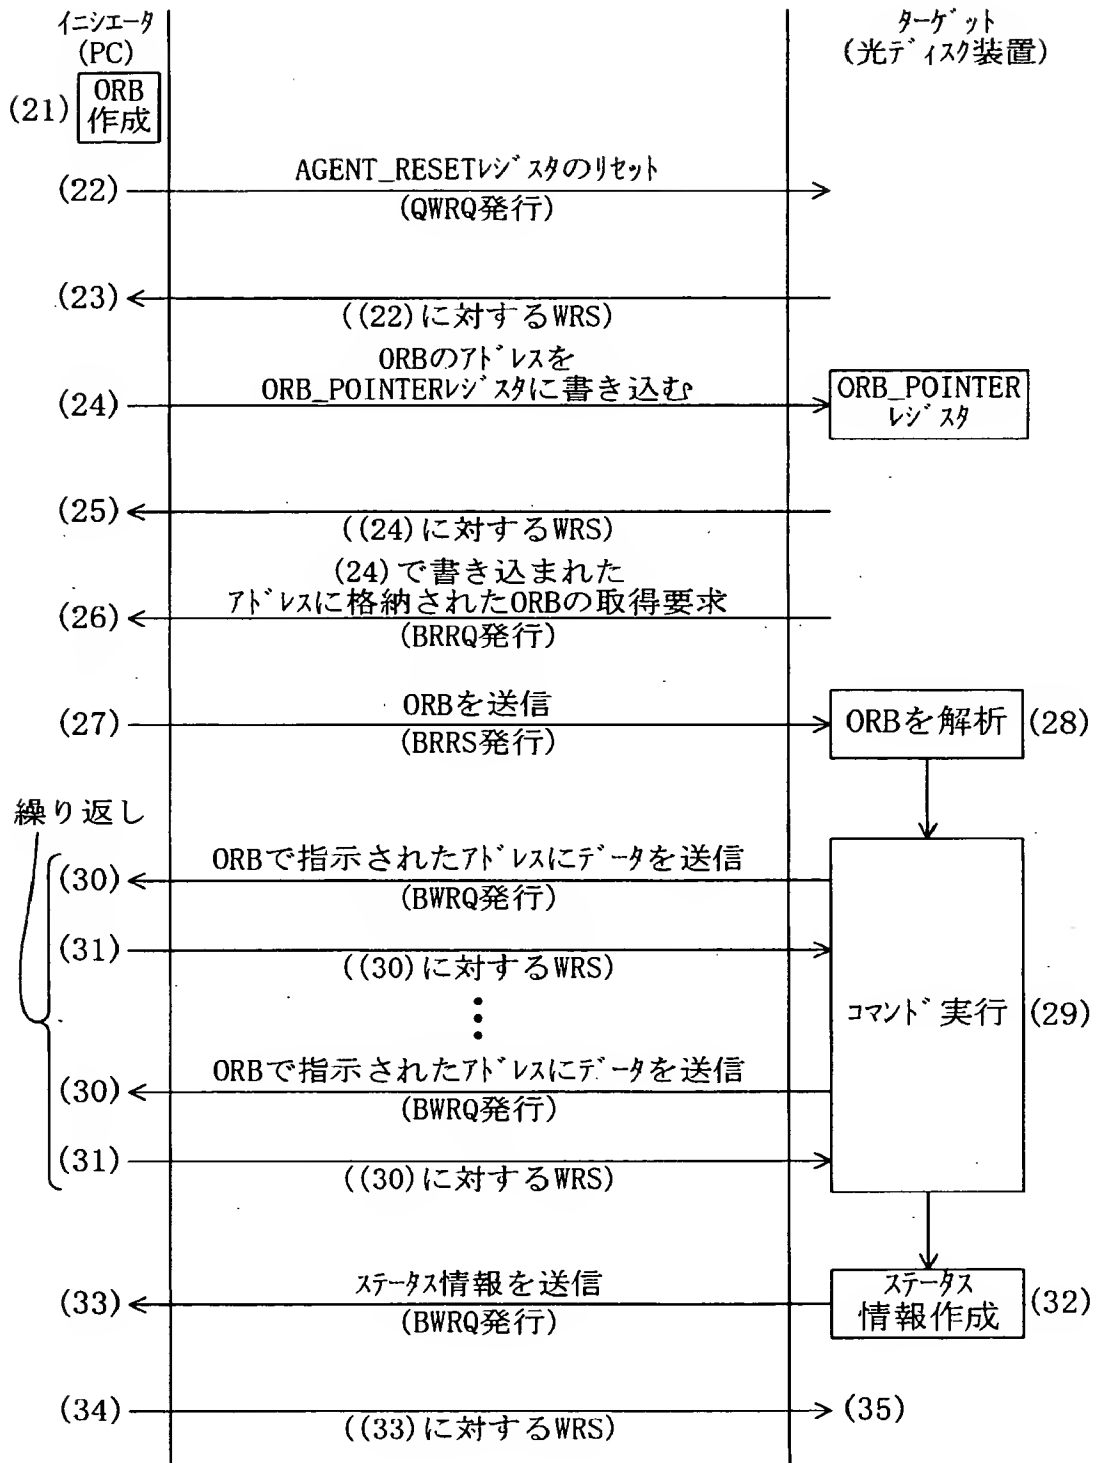 イニシエータ
(PC)
ターゲット
(光ディスク装置)
(21)
ORB
作成
AGENT_RESETレジスタのリセット
(22)
(QWRQ発行)
(23)
((22)に対するWRS)
ORBのアドレスを
ORB_POINTERレジスタに書き込む
(24)
ORB_POINTER
レジスタ
(25)
((24)に対するWRS)
(24)で書き込まれた
アドレスに格納されたORBの取得要求
(26)
(BRRQ発行)
ORBを送信
(27)
(BRRS発行)
ORBを解析
(28)
繰り返し
ORBで指示されたアドレスにデータを送信
(30)
(BWRQ発行)
(31)
((30)に対するWRS)
コマンド実行
(29)
ORBで指示されたアドレスにデータを送信
(30)
(BWRQ発行)
(31)
((30)に対するWRS)
ステータス情報を送信
(33)
(BWRQ発行)
ステータス
情報作成
(32)
(34)
((33)に対するWRS)
(35)